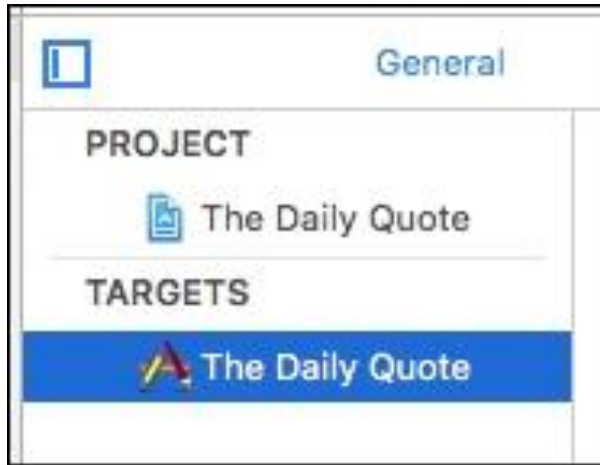 General
PROJECT
The Daily Quote
TARGETS
The Daily Quote